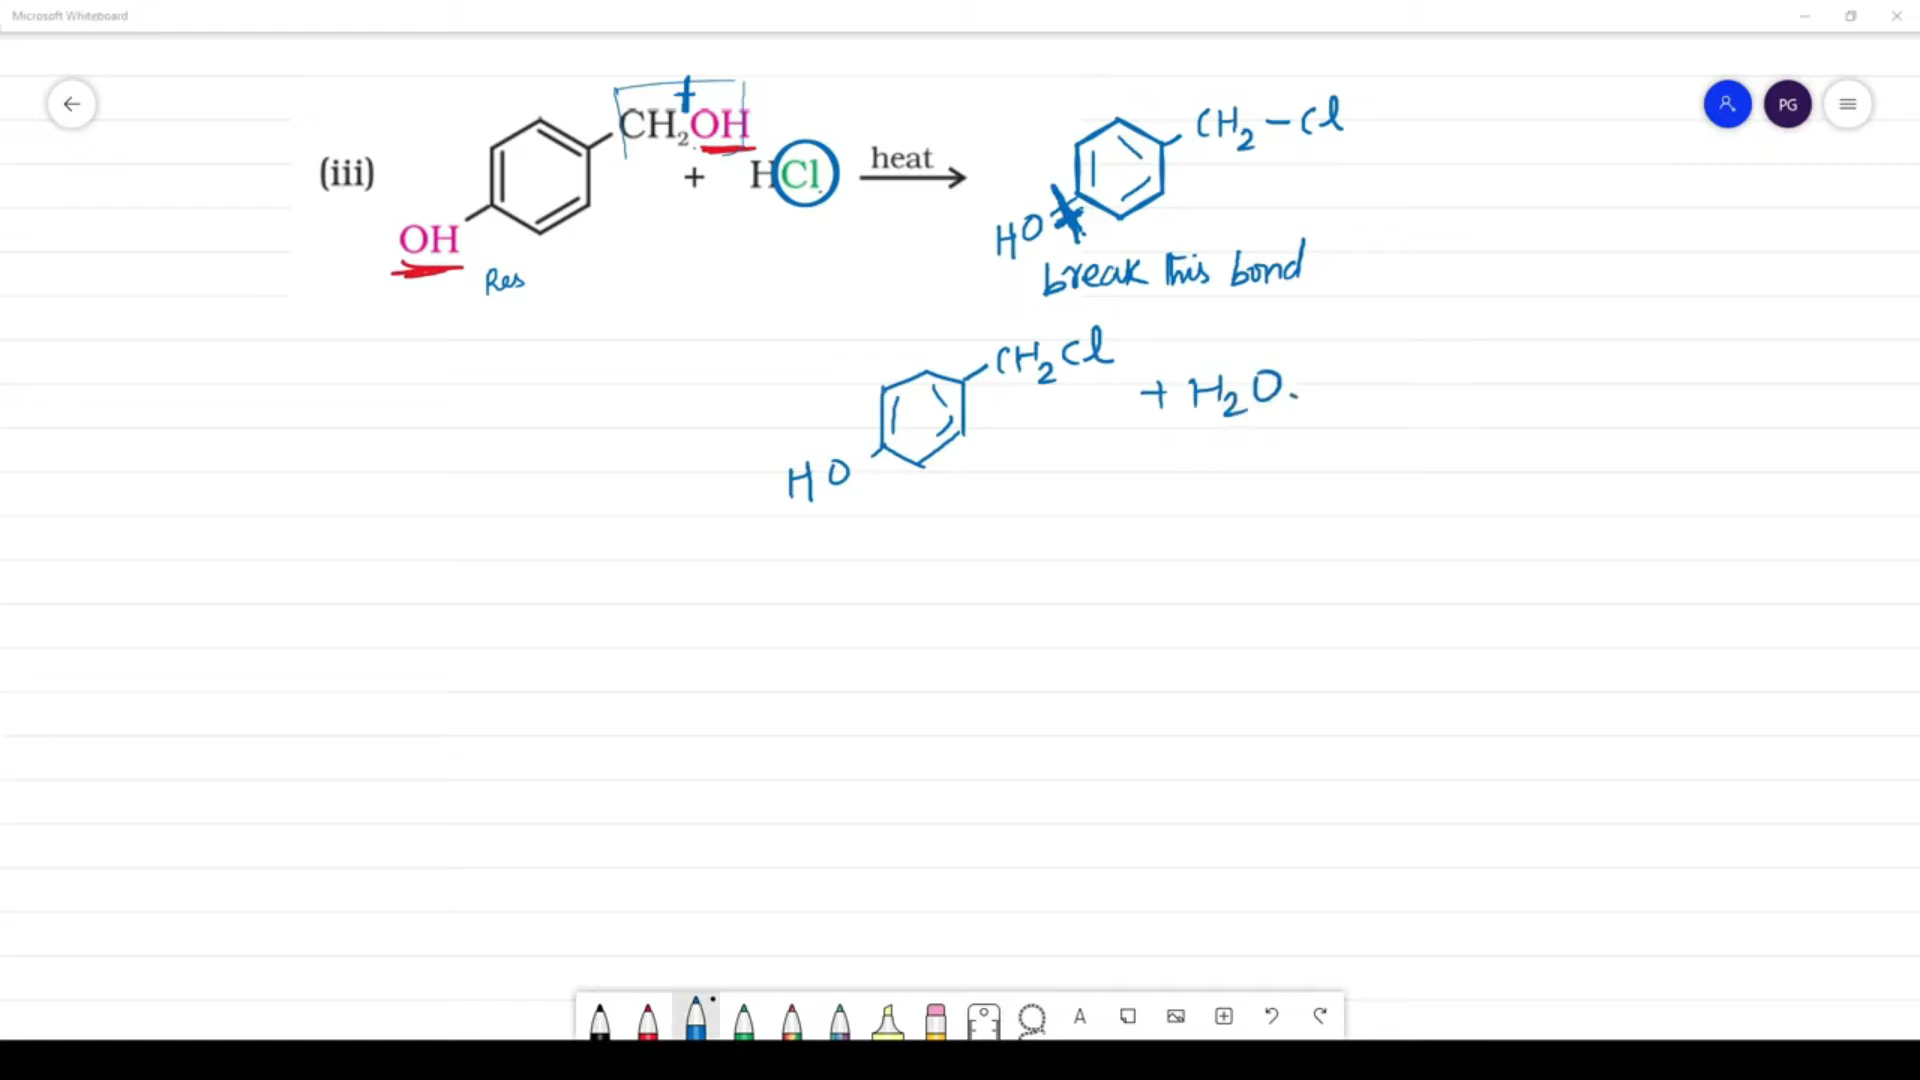 Microsoft Whiteboard
PG
(iii) CH₂OH + HCl heat
OH
Res
CH₂-Cl
HO
break this bond
CH₂Cl + H₂O.
HO
A